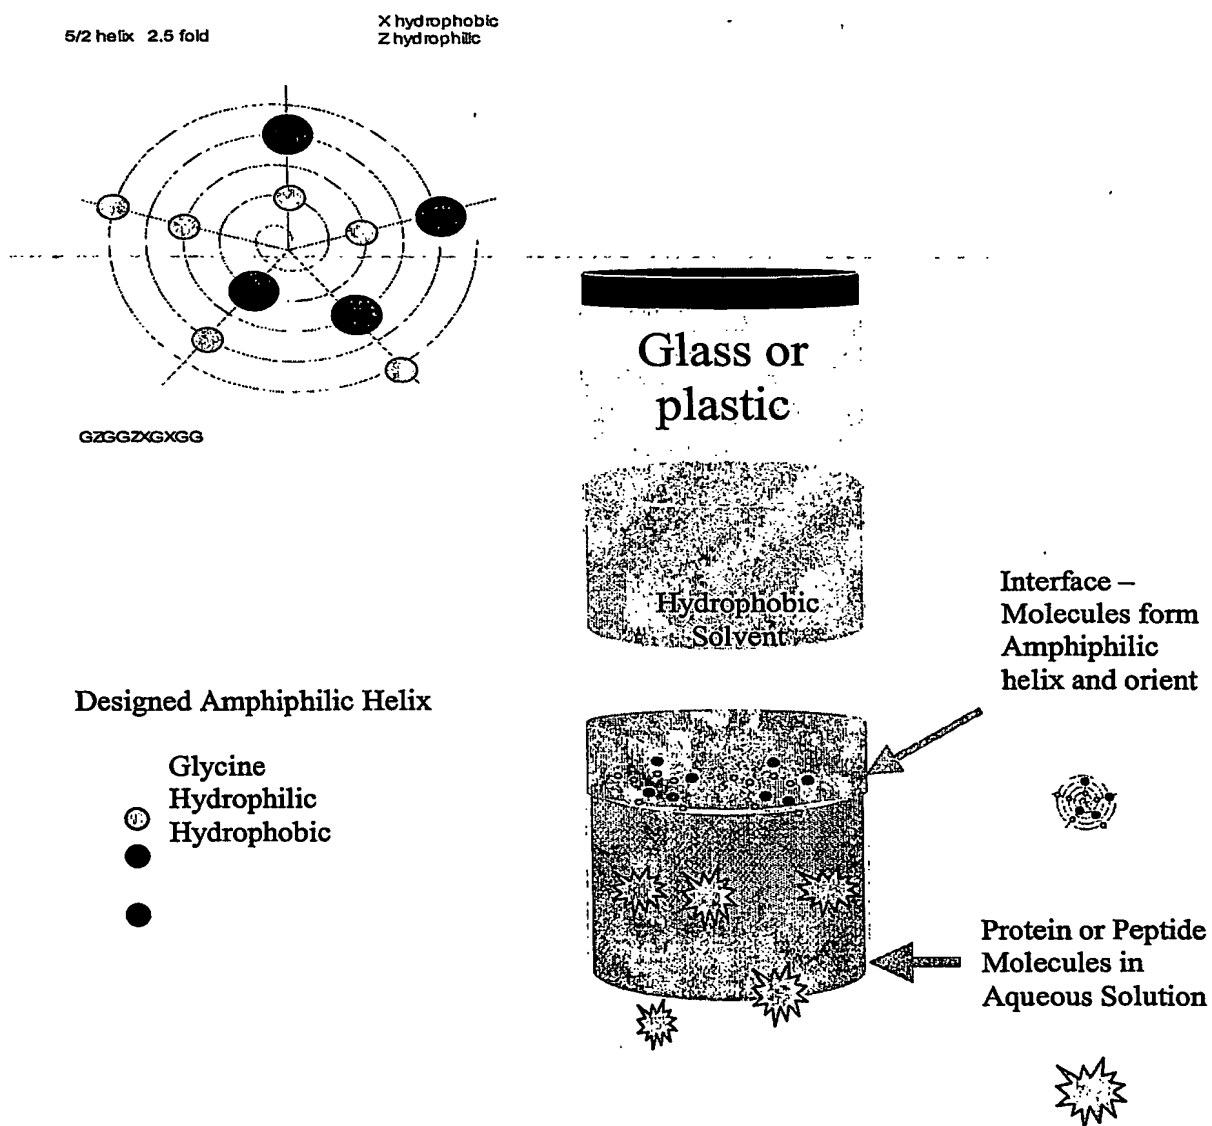 5/2 helix 2.5 fold
X hydrophobic
Z hydrophilic
GZGGZXGXGG
Glass or
plastic
Hydrophobic
Solvent
Interface –
Molecules form
Amphiphilic
helix and orient
Designed Amphiphilic Helix
Glycine
Hydrophilic
Hydrophobic
Protein or Peptide
Molecules in
Aqueous Solution